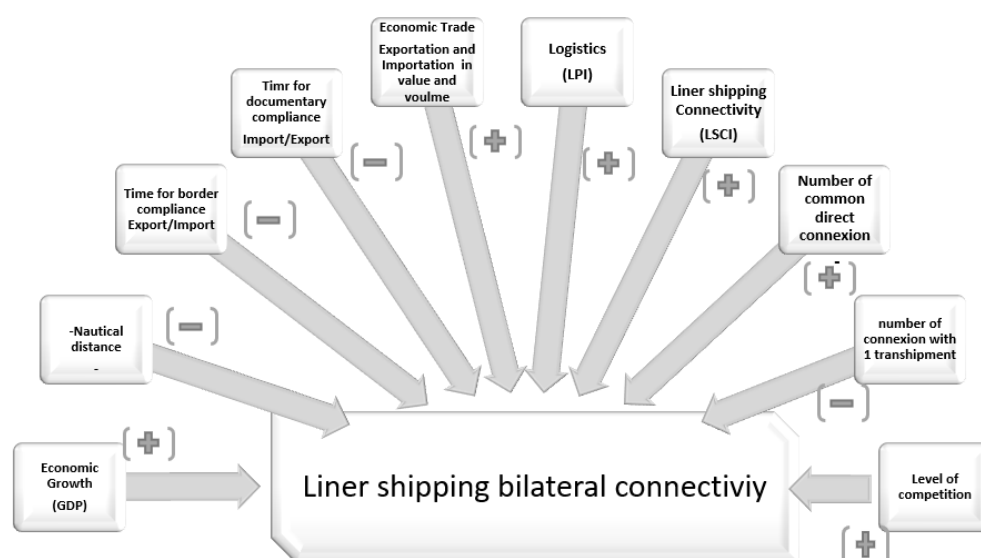 Economic Trade
Exportation and
Importation in
value and
voulme
Logistics
(LPI)
Timr for
documentary
compliance
Import/Export
Liner shipping
Connectivity
(LSCI)
Time for border
compliance
Export/Import
Number of
common
direct
connexion
-
-Nautical
distance
-
number of
connexion with
1 transhipment
Economic
Growth
(GDP)
Liner shipping bilateral connectiviy
Level of
competition